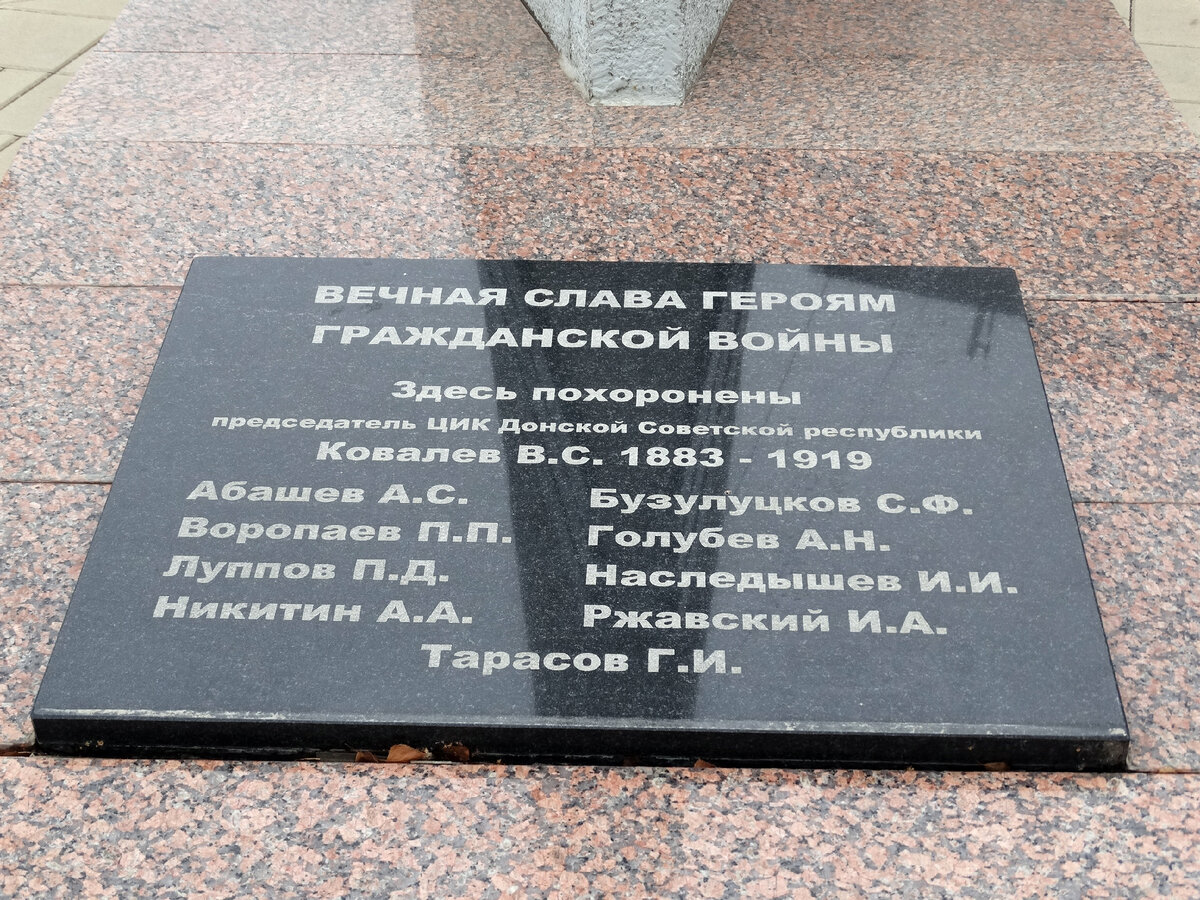 ВЕЧНАЯ СЛАВА ГЕРОЯМ
ГРАЖДАНСКОЙ ВОЙНЫ
Здесь похоронены
председатель ЦИК Донской Советской республики
Ковалев В.С. 1883 - 1919
Абашев А.С. Бузулуцков С.Ф.
Воропаев П.П. Голубев А.Н.
Луппов П.Д. Наследышев И.И.
Никитин А.А. Ржавский И.А.
Тарасов Г.И.